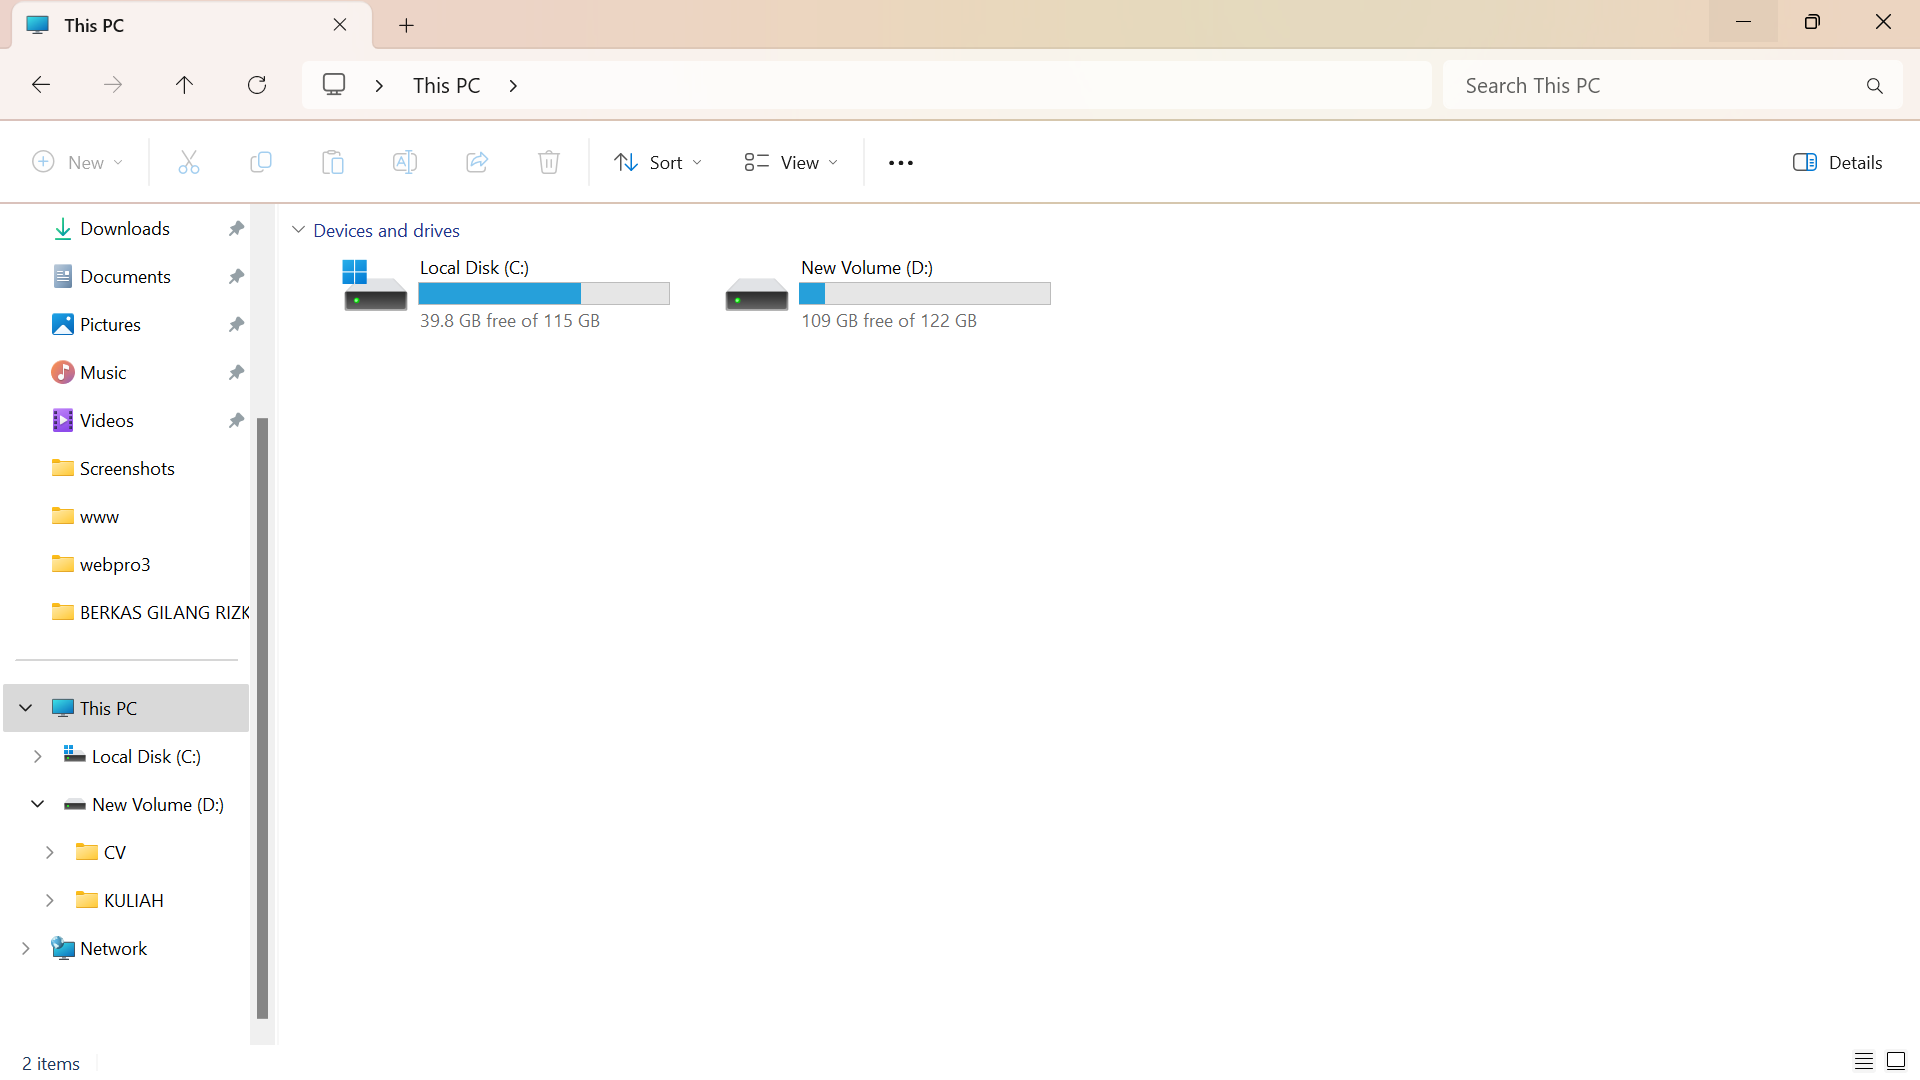 This PC
This PC
Search This PC
New
Sort
View
Details
Downloads
Documents
Pictures
Music
Videos
Screenshots
www
webpro3
BERKAS GILANG RIZK
This PC
Local Disk (C:)
New Volume (D:)
CV
KULIAH
Network
Devices and drives
Local Disk (C:)
39.8 GB free of 115 GB
New Volume (D:)
109 GB free of 122 GB
2 items